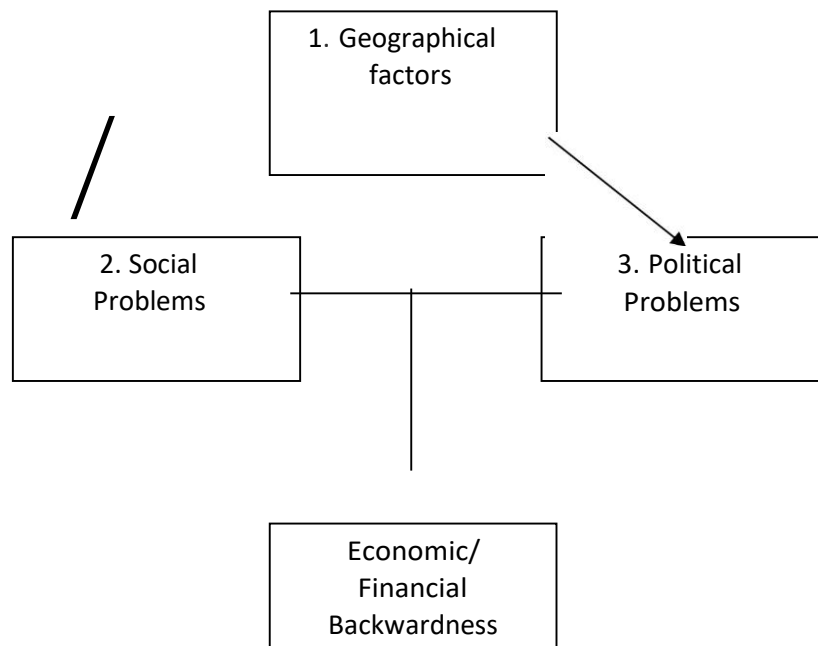 1. Geographical
factors
2. Social
Problems
3. Political
Problems
Economic/
Financial
Backwardness